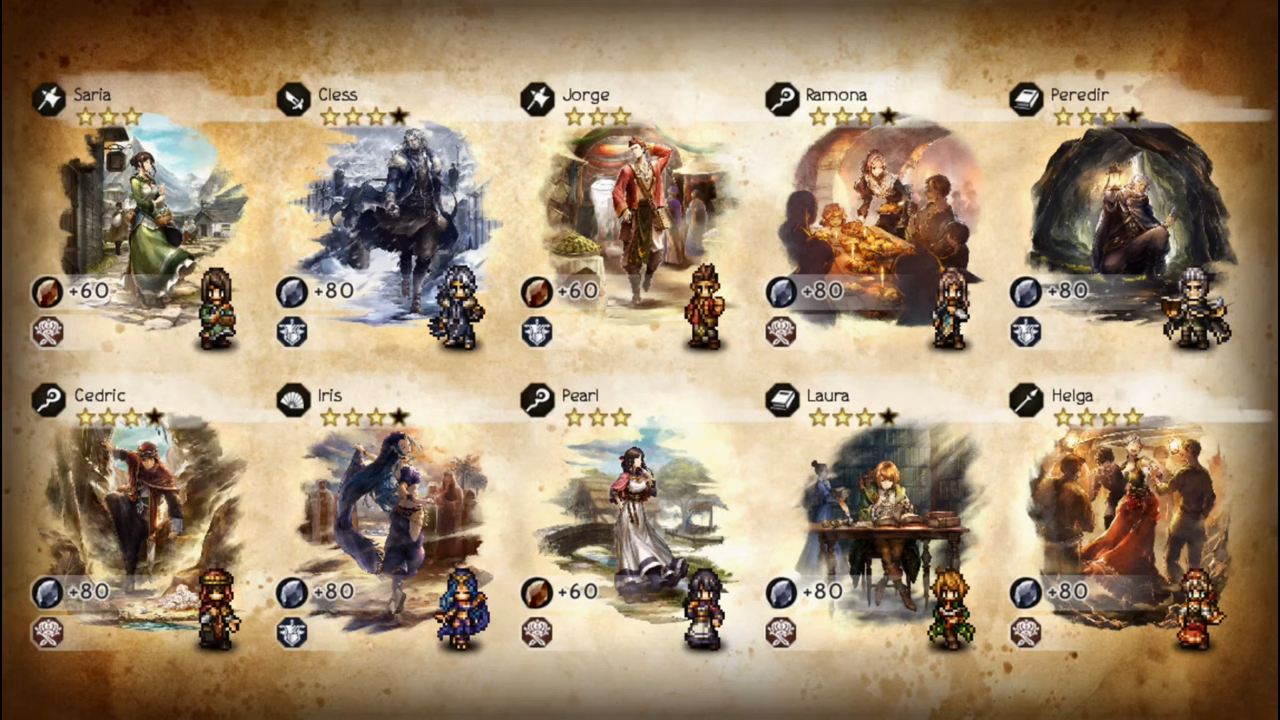 Saria
Cless
Jorge
Ramona
Peredir
+60
+80
+60
+80
+80
Cedric
Iris
Pearl
Laura
Helga
+80
+80
+60
+80
+80